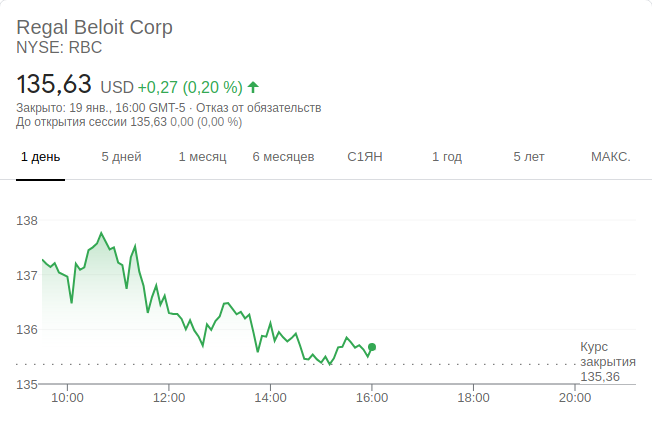 Regal Beloit Corp
NYSE: RBC
135,63 USD +0,27 (0,20 %)
Закрыто: 19 янв., 16:00 GMT-5 · Отказ от обязательств
До открытия сессии 135,63 0,00 (0,00 %)
1 день 5 дней 1 месяц 6 месяцев С1ЯН 1 год 5 лет МАКС.
138
137
136
Курс
закрытия
135,36
135
10:00 12:00 14:00 16:00 18:00 20:00